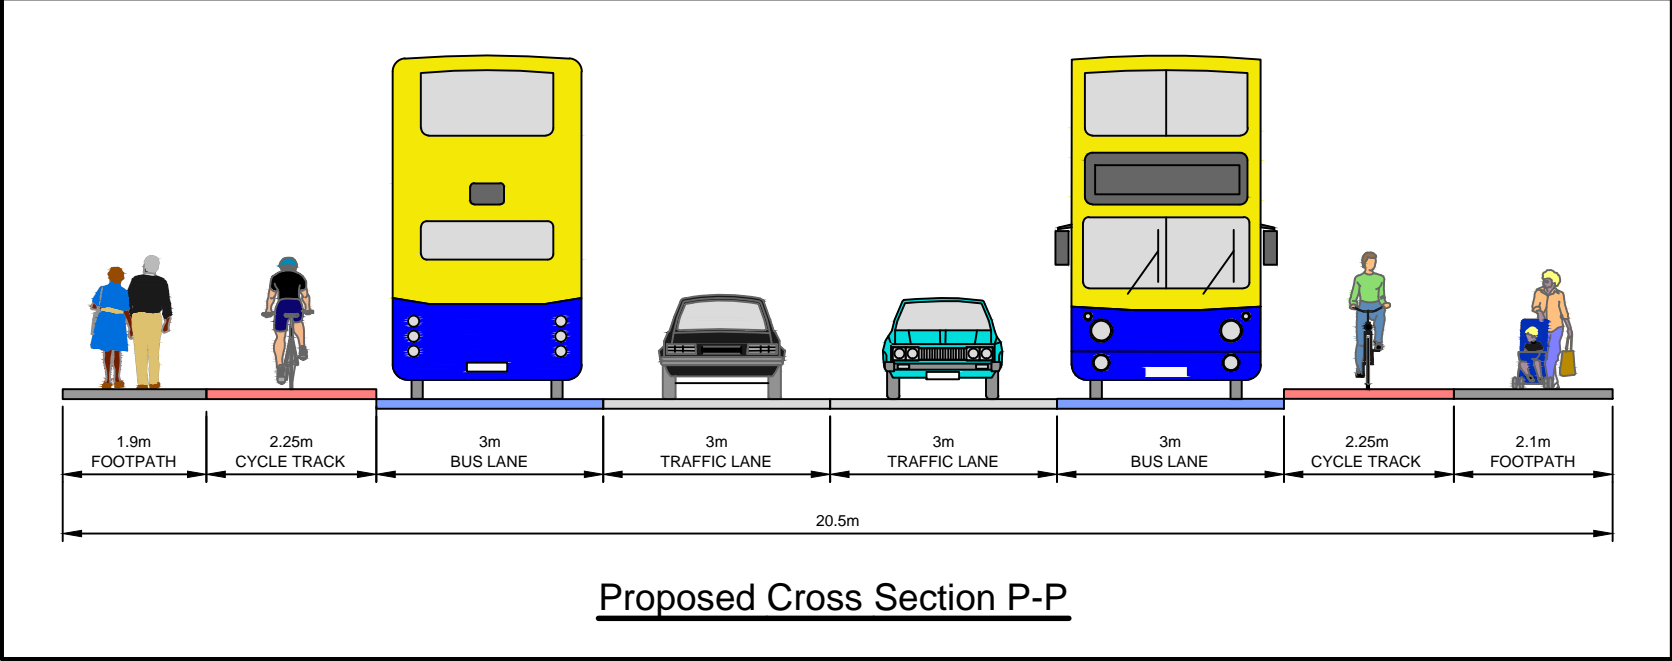 1.9m
FOOTPATH
2.25m
CYCLE TRACK
3m
BUS LANE
3m
TRAFFIC LANE
3m
TRAFFIC LANE
3m
BUS LANE
2.25m
CYCLE TRACK
2.1m
FOOTPATH
20.5m
Proposed Cross Section P-P